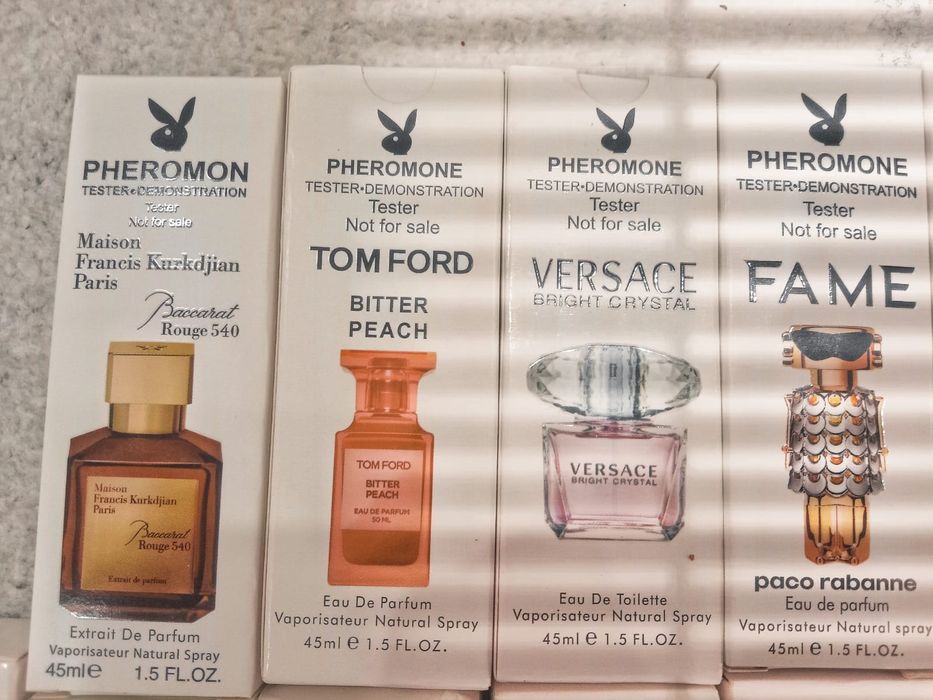 PHEROMON
TESTER•DEMONSTRATION
Tester
Not for sale
Maison
Francis Kurkdjian
Paris
Baccarat
Rouge 540
Maison
Francis Kurkdjian
Paris
Baccarat
Rouge 540
Extrait de parfum
Extrait De Parfum
Vaporisateur Natural Spray
45ml e 1.5 FL.OZ.
PHEROMONE
TESTER•DEMONSTRATION
Tester
Not for sale
TOM FORD
BITTER
PEACH
TOM FORD
BITTER
PEACH
EAU DE PARFUM
50 ML
Eau De Parfum
Vaporisateur Natural Spray
45ml e 1.5 FL.OZ.
PHEROMONE
TESTER•DEMONSTRATION
Tester
Not for sale
VERSACE
BRIGHT CRYSTAL
VERSACE
BRIGHT CRYSTAL
Eau De Toilette
Vaporisateur Natural Spray
45ml e 1.5 FL.OZ.
PHEROMONE
TESTER•DEMONSTRATION
Tester
Not for sale
FAME
paco rabanne
Eau de parfum
Vaporisateur Natural spray
45ml e 1.5 FL.OZ.